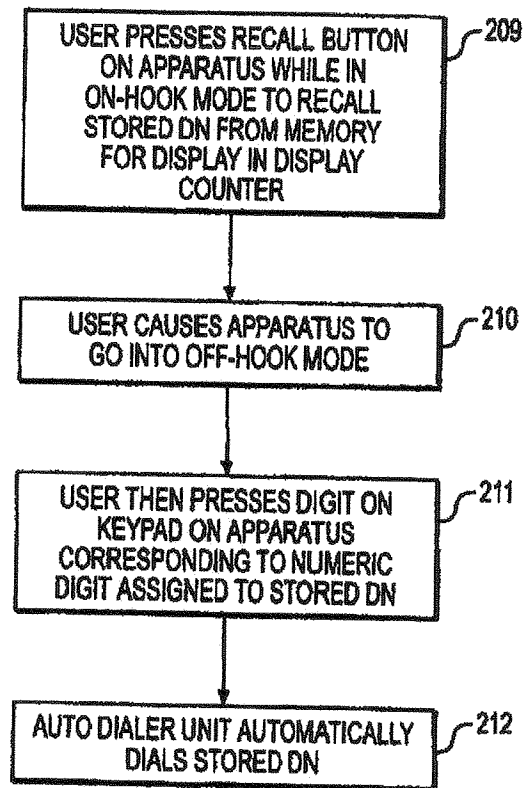 USER PRESSES RECALL BUTTON
ON APPARATUS WHILE IN
ON-HOOK MODE TO RECALL
STORED DN FROM MEMORY
FOR DISPLAY IN DISPLAY
COUNTER
209
USER CAUSES APPARATUS TO
GO INTO OFF-HOOK MODE
210
USER THEN PRESSES DIGIT ON
KEYPAD ON APPARATUS
CORRESPONDING TO NUMERIC
DIGIT ASSIGNED TO STORED DN
211
AUTO DIALER UNIT AUTOMATICALLY
DIALS STORED DN
212